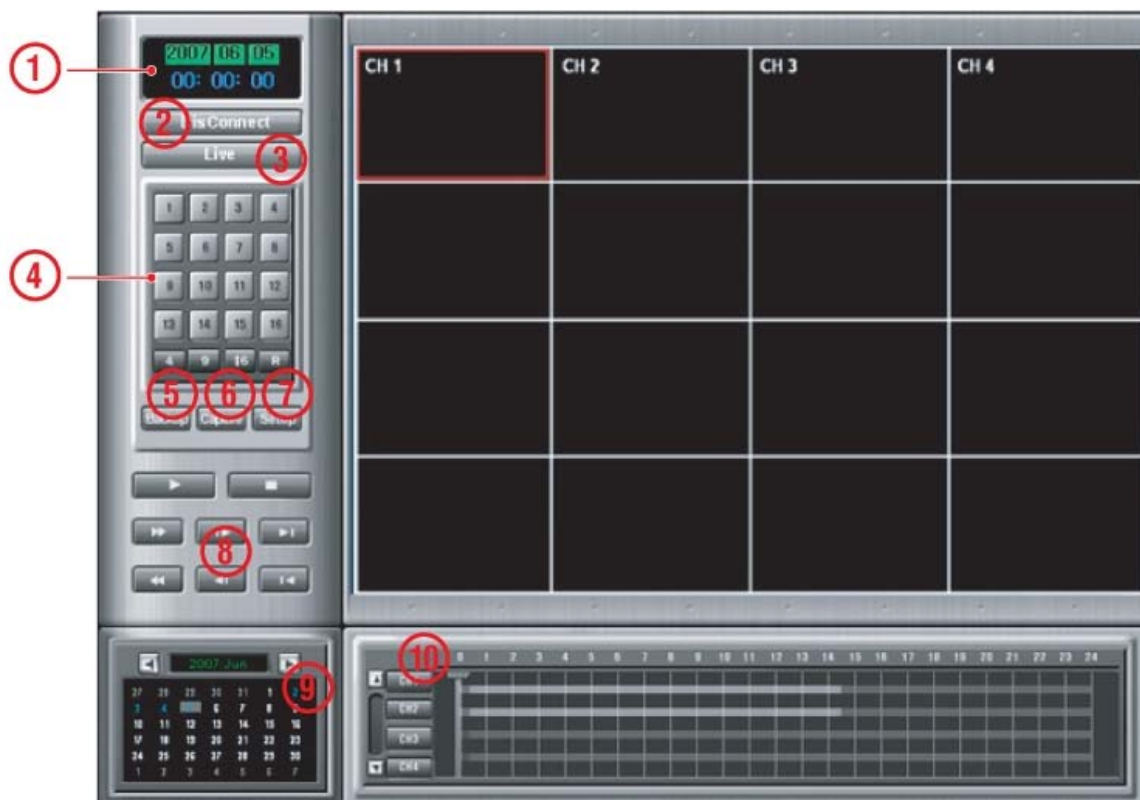 1
2007 06 05
00: 00: 00
2 DisConnect
Live 3
4
1 2 3 4
5 6 7 8
9 10 11 12
13 14 15 16
4 9 16 R
5 6 7
Backup Capture Setup
8
CH 1 CH 2 CH 3 CH 4
2007 Jun
9
27 28 29 30 31 1 2
3 4 6 7 8 9
10 11 12 13 14 15 16
17 18 19 20 21 22 23
24 25 26 27 28 29 30
1 2 3 4 5 6 7
10
0 1 2 3 4 5 6 7 8 9 10 11 12 13 14 15 16 17 18 19 20 21 22 23 24
CH1
CH2
CH3
CH4